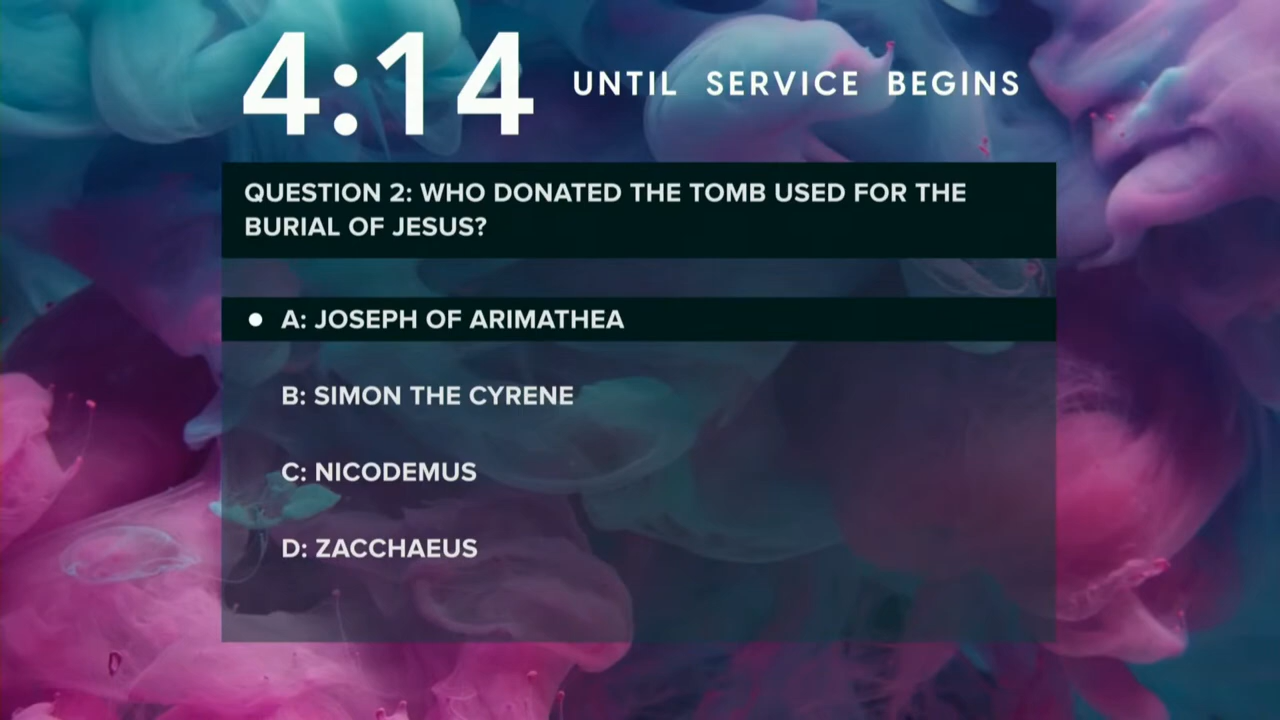 4:14 UNTIL SERVICE BEGINS
QUESTION 2: WHO DONATED THE TOMB USED FOR THE
BURIAL OF JESUS?
A: JOSEPH OF ARIMATHEA
B: SIMON THE CYRENE
C: NICODEMUS
D: ZACCHAEUS